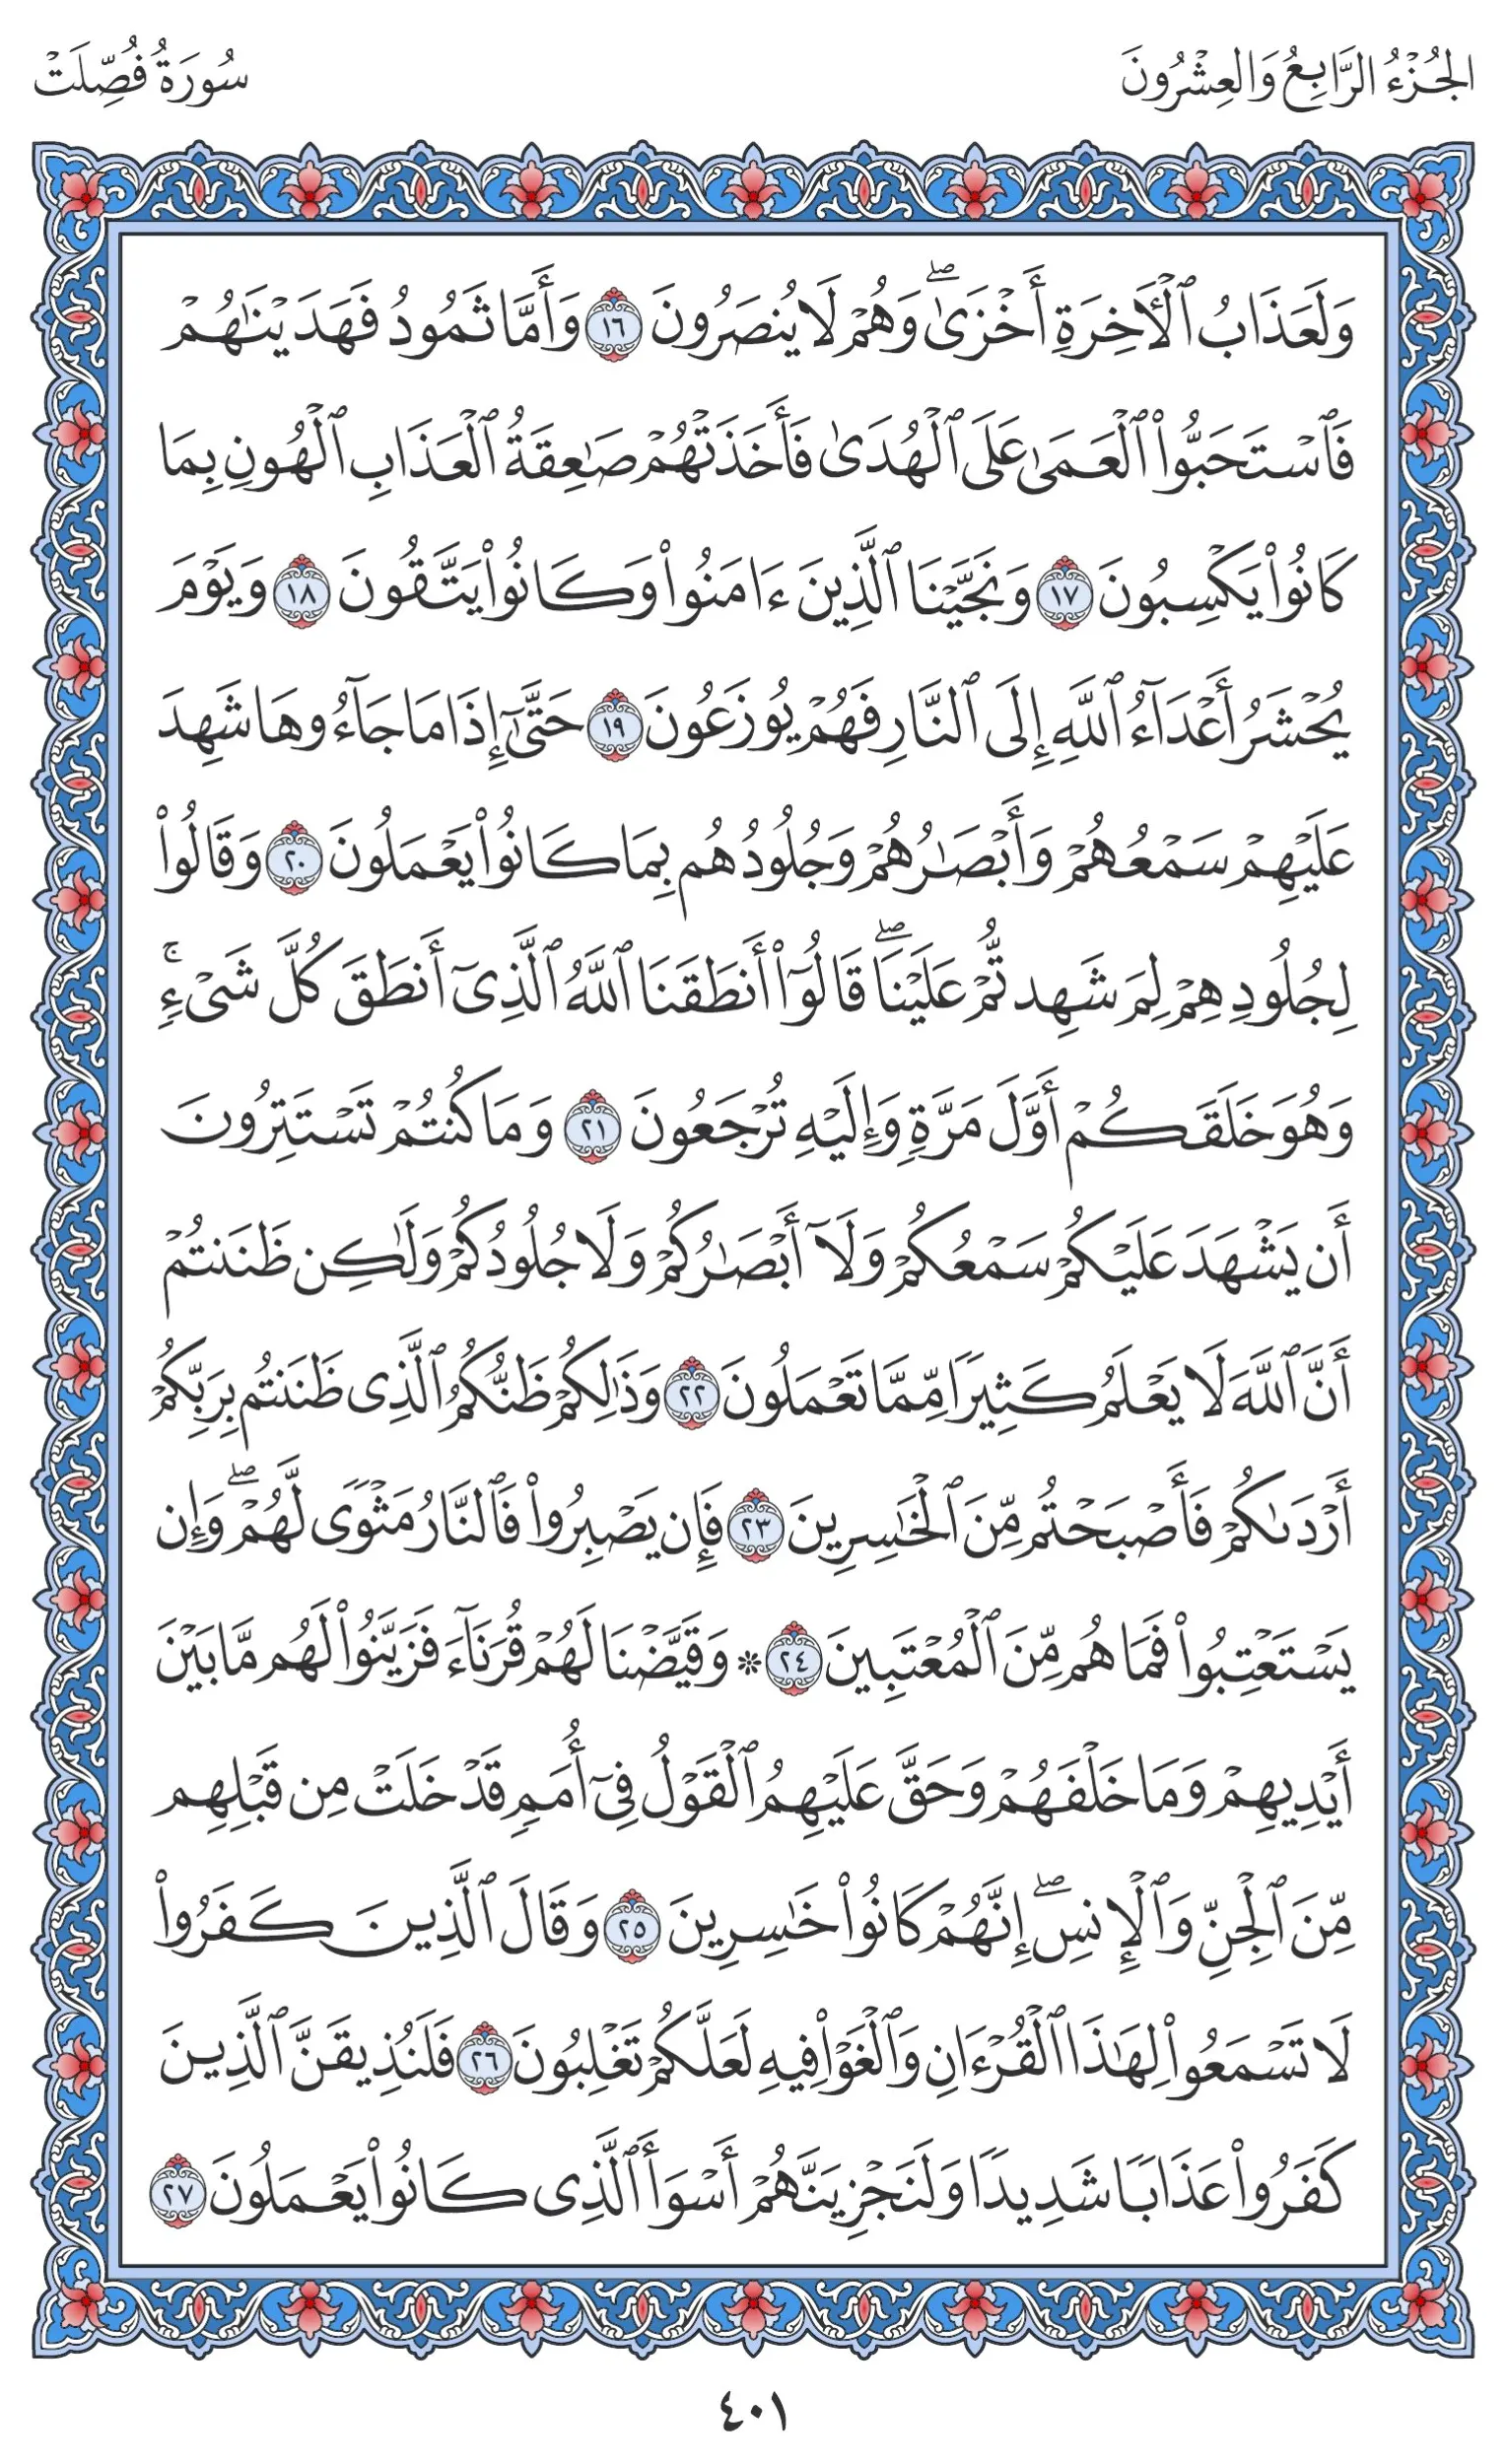 الجُزْءُ الرَّابِعُ وَالعِشْرُونَ
سُورَةُ فُصِّلَتْ
وَلَعَذَابُ ٱلْأٓخِرَةِ أَخْزَىٰۖ وَهُمْ لَا يُنصَرُونَ ١٦ وَأَمَّا ثَمُودُ فَهَدَيْنَٰهُمْ
فَٱسْتَحَبُّوا۟ ٱلْعَمَىٰ عَلَى ٱلْهُدَىٰ فَأَخَذَتْهُمْ صَٰعِقَةُ ٱلْعَذَابِ ٱلْهُونِ بِمَا
كَانُوا۟ يَكْسِبُونَ ١٧ وَنَجَّيْنَا ٱلَّذِينَ ءَامَنُوا۟ وَكَانُوا۟ يَتَّقُونَ ١٨ وَيَوْمَ
يُحْشَرُ أَعْدَآءُ ٱللَّهِ إِلَى ٱلنَّارِ فَهُمْ يُوزَعُونَ ١٩ حَتَّىٰٓ إِذَا مَا جَآءُوهَا شَهِدَ
عَلَيْهِمْ سَمْعُهُمْ وَأَبْصَٰرُهُمْ وَجُلُودُهُم بِمَا كَانُوا۟ يَعْمَلُونَ ٢٠ وَقَالُوا۟
لِجُلُودِهِمْ لِمَ شَهِدتُّمْ عَلَيْنَاۖ قَالُوٓا۟ أَنطَقَنَا ٱللَّهُ ٱلَّذِىٓ أَنطَقَ كُلَّ شَىْءٍۚ
وَهُوَ خَلَقَكُمْ أَوَّلَ مَرَّةٍ وَإِلَيْهِ تُرْجَعُونَ ٢١ وَمَا كُنتُمْ تَسْتَتِرُونَ
أَن يَشْهَدَ عَلَيْكُمْ سَمْعُكُمْ وَلَآ أَبْصَٰرُكُمْ وَلَا جُلُودُكُمْ وَلَٰكِن ظَنَنتُمْ
أَنَّ ٱللَّهَ لَا يَعْلَمُ كَثِيرًا مِّمَّا تَعْمَلُونَ ٢٢ وَذَٰلِكُمْ ظَنُّكُمُ ٱلَّذِى ظَنَنتُم بِرَبِّكُمْ
أَرْدَىٰكُمْ فَأَصْبَحْتُم مِّنَ ٱلْخَٰسِرِينَ ٢٣ فَإِن يَصْبِرُوا۟ فَٱلنَّارُ مَثْوًى لَّهُمْۖ وَإِن
يَسْتَعْتِبُوا۟ فَمَا هُم مِّنَ ٱلْمُعْتَبِينَ ٢٤ ۞ وَقَيَّضْنَا لَهُمْ قُرَنَآءَ فَزَيَّنُوا۟ لَهُم مَّا بَيْنَ
أَيْدِيهِمْ وَمَا خَلْفَهُمْ وَحَقَّ عَلَيْهِمُ ٱلْقَوْلُ فِىٓ أُمَمٍ قَدْ خَلَتْ مِن قَبْلِهِم
مِّنَ ٱلْجِنِّ وَٱلْإِنسِۖ إِنَّهُمْ كَانُوا۟ خَٰسِرِينَ ٢٥ وَقَالَ ٱلَّذِينَ كَفَرُوا۟
لَا تَسْمَعُوا۟ لِهَٰذَا ٱلْقُرْءَانِ وَٱلْغَوْا۟ فِيهِ لَعَلَّكُمْ تَغْلِبُونَ ٢٦ فَلَنُذِيقَنَّ ٱلَّذِينَ
كَفَرُوا۟ عَذَابًا شَدِيدًا وَلَنَجْزِيَنَّهُمْ أَسْوَأَ ٱلَّذِى كَانُوا۟ يَعْمَلُونَ ٢٧
٤٠١